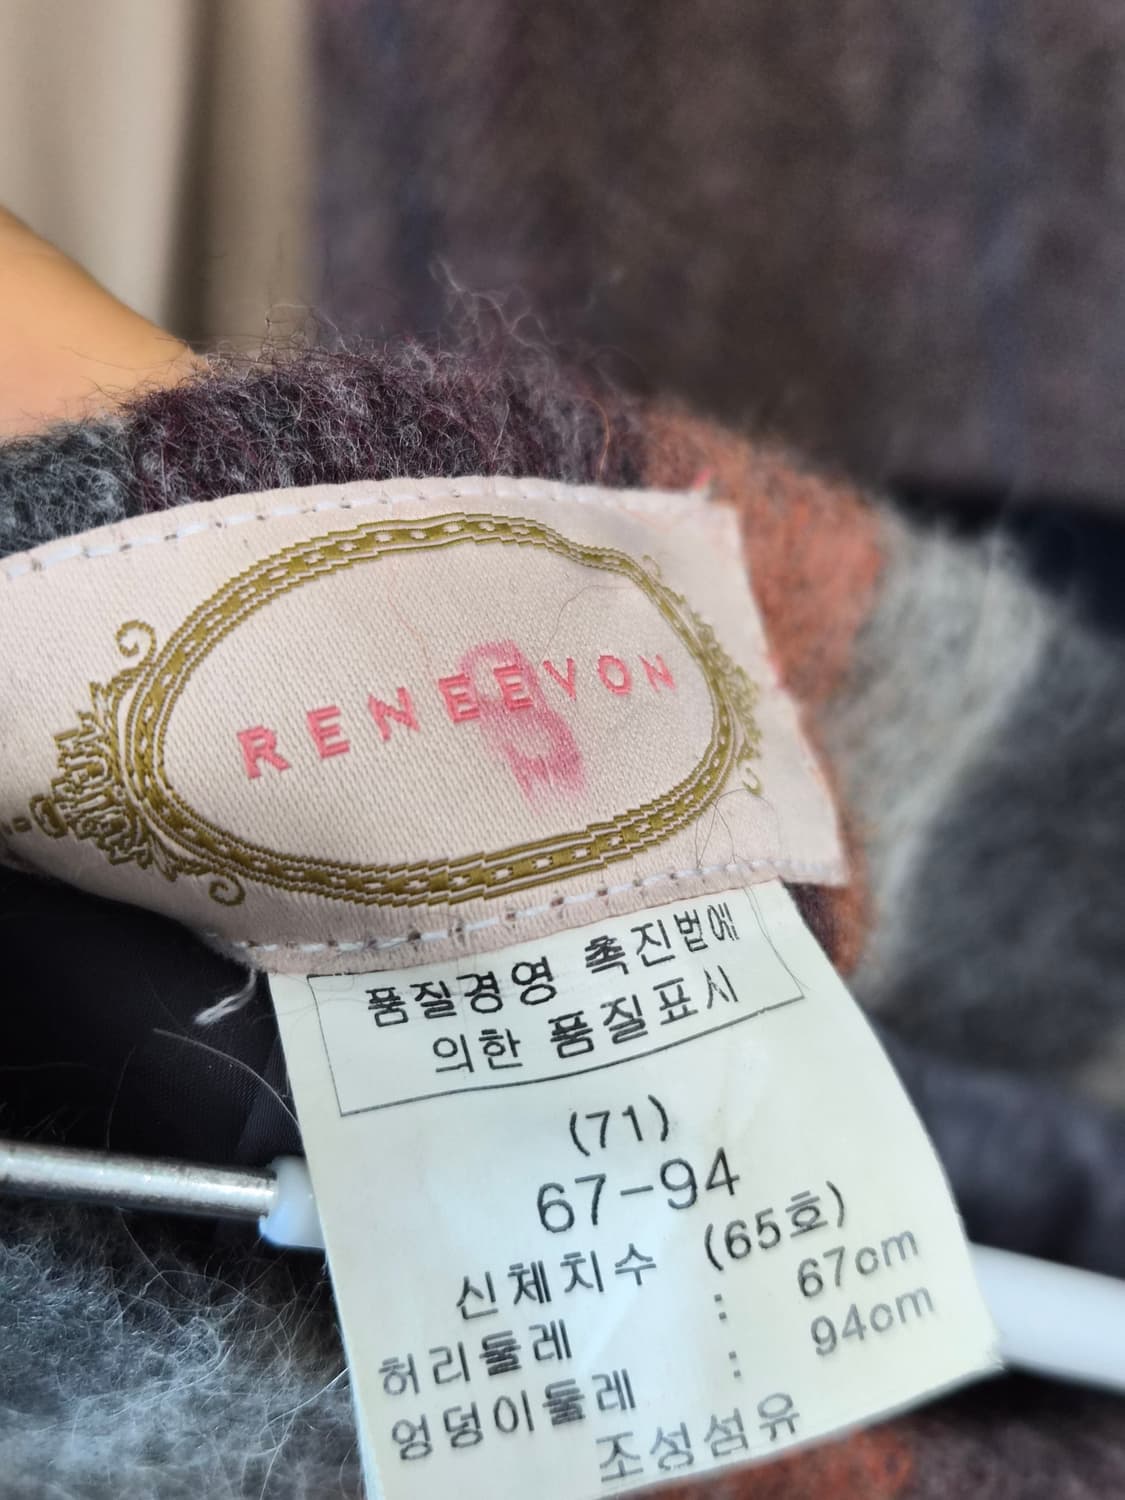 RENEEVON
품질경영 촉진법에
의한 품질표시
(71)
67-94
신체치수 (65호)
허리둘레 : 67cm
엉덩이둘레 : 94cm
조성섬유